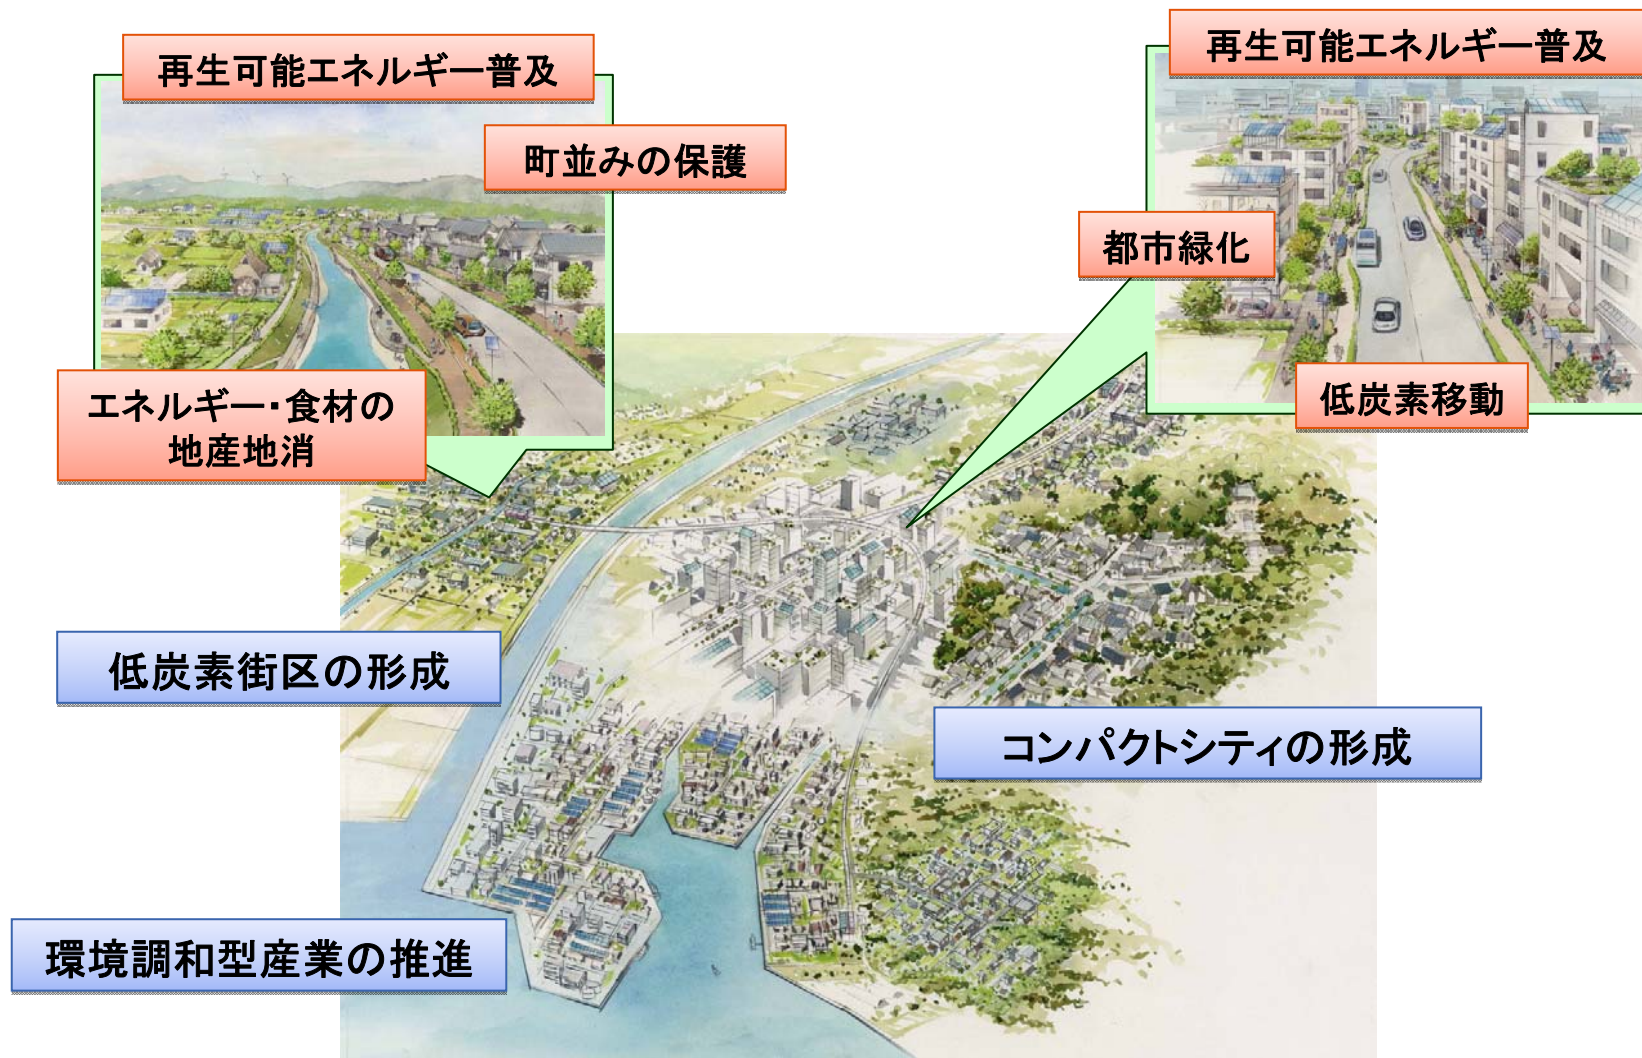 再生可能エネルギー普及
町並みの保護
エネルギー・食材の
地産地消
再生可能エネルギー普及
都市緑化
低炭素移動
低炭素街区の形成
コンパクトシティの形成
環境調和型産業の推進